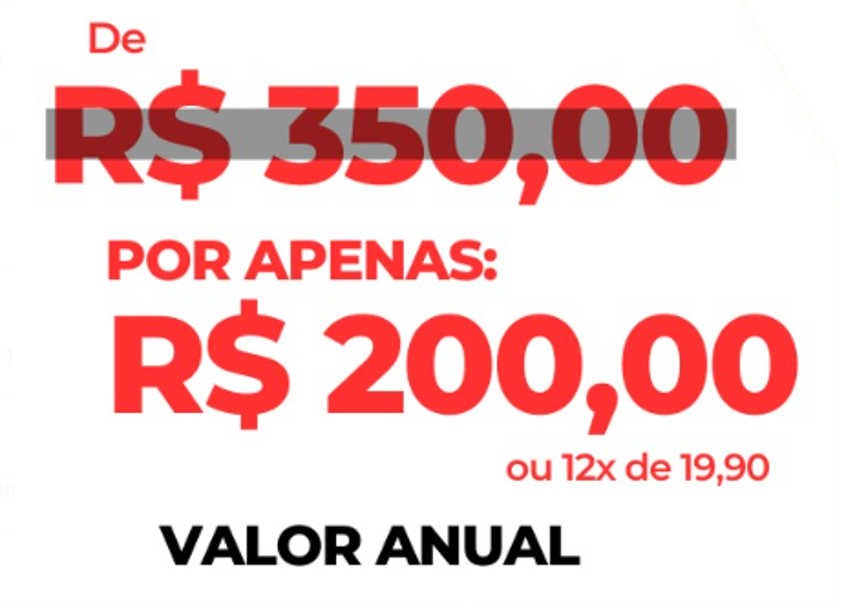 De
R$ 350,00
POR APENAS:
R$ 200,00
ou 12x de 19,90
VALOR ANUAL